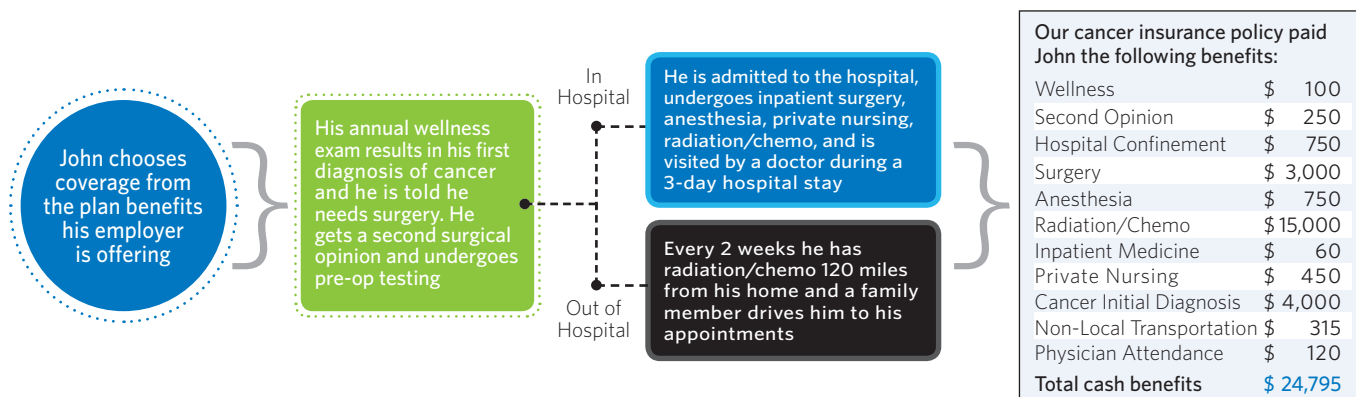 John chooses
coverage from
the plan benefits
his employer
is offering
His annual wellness
exam results in his first
diagnosis of cancer
and he is told he
needs surgery. He
gets a second surgical
opinion and undergoes
pre-op testing
In
Hospital
He is admitted to the hospital,
undergoes inpatient surgery,
anesthesia, private nursing,
radiation/chemo, and is
visited by a doctor during a
3-day hospital stay
Out of
Hospital
Every 2 weeks he has
radiation/chemo 120 miles
from his home and a family
member drives him to his
appointments
Our cancer insurance policy paid
John the following benefits:
Wellness $ 100
Second Opinion $ 250
Hospital Confinement $ 750
Surgery $ 3,000
Anesthesia $ 750
Radiation/Chemo $ 15,000
Inpatient Medicine $ 60
Private Nursing $ 450
Cancer Initial Diagnosis $ 4,000
Non-Local Transportation $ 315
Physician Attendance $ 120
Total cash benefits $ 24,795